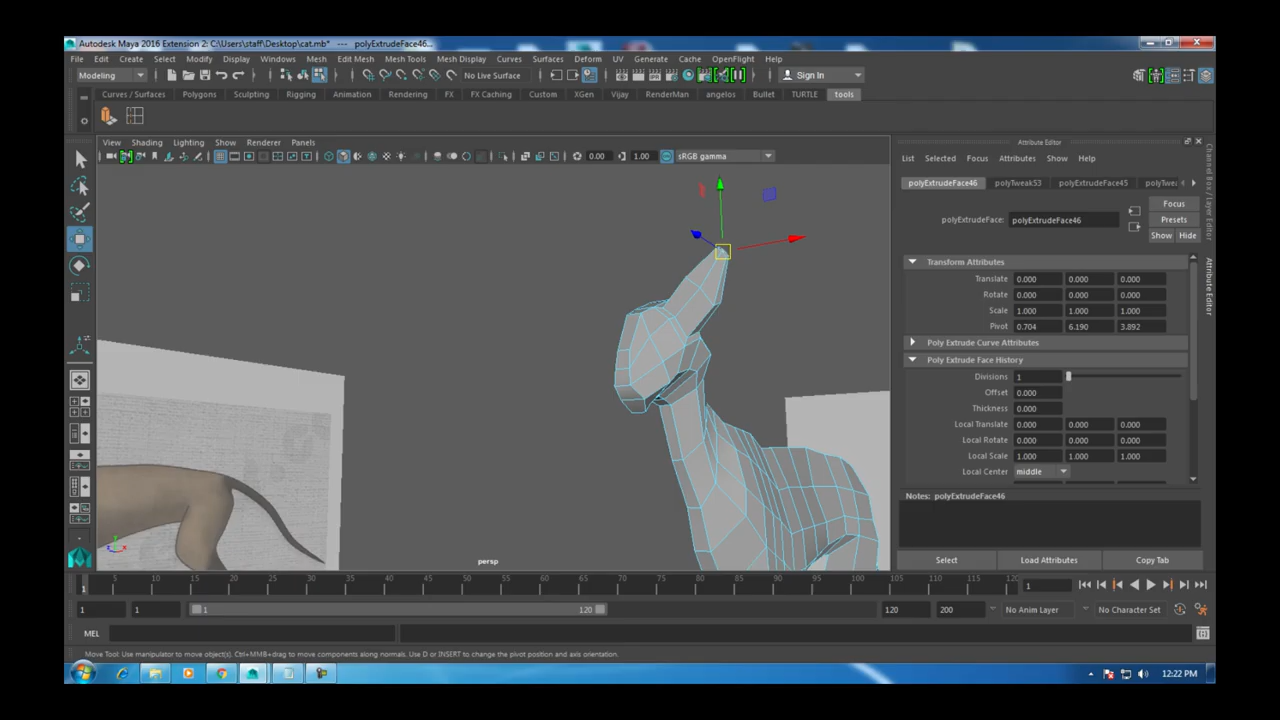 Autodesk Maya 2016 Extension 2: C:\Users\staff\Desktop\cat.mb* --- polyExtrudeFace46...
File Edit Create Select Modify Display Windows Mesh Edit Mesh Mesh Tools Mesh Display Curves Surfaces Deform UV Generate Cache OpenFlight Help
Modeling No Live Surface Sign In
Curves / Surfaces Polygons Sculpting Rigging Animation Rendering FX FX Caching Custom XGen Vijay RenderMan angelos Bullet TURTLE tools
View Shading Lighting Show Renderer Panels
0.00 1.00 sRGB gamma
Attribute Editor
List Selected Focus Attributes Show Help
polyExtrudeFace46 polyTweak53 polyExtrudeFace45 polyTwea
Focus
polyExtrudeFace: polyExtrudeFace46 Presets
Show Hide
Transform Attributes
Translate 0.000 0.000 0.000
Rotate 0.000 0.000 0.000
Scale 1.000 1.000 1.000
Pivot 0.704 6.190 3.892
Poly Extrude Curve Attributes
Poly Extrude Face History
Divisions 1
Offset 0.000
Thickness 0.000
Local Translate 0.000 0.000 0.000
Local Rotate 0.000 0.000 0.000
Local Scale 1.000 1.000 1.000
Local Center middle
Notes: polyExtrudeFace46
Select Load Attributes Copy Tab
Channel Box / Layer Editor
Attribute Editor
persp
5 10 15 20 25 30 35 40 45 50 55 60 65 70 75 80 85 90 95 100 105 110 115 120 1
1
1 1 1 120 120 200 No Anim Layer No Character Set
MEL
Move Tool: Use manipulator to move object(s). Ctrl+MMB+drag to move components along normals. Use D or INSERT to change the pivot position and axis orientation.
12:22 PM